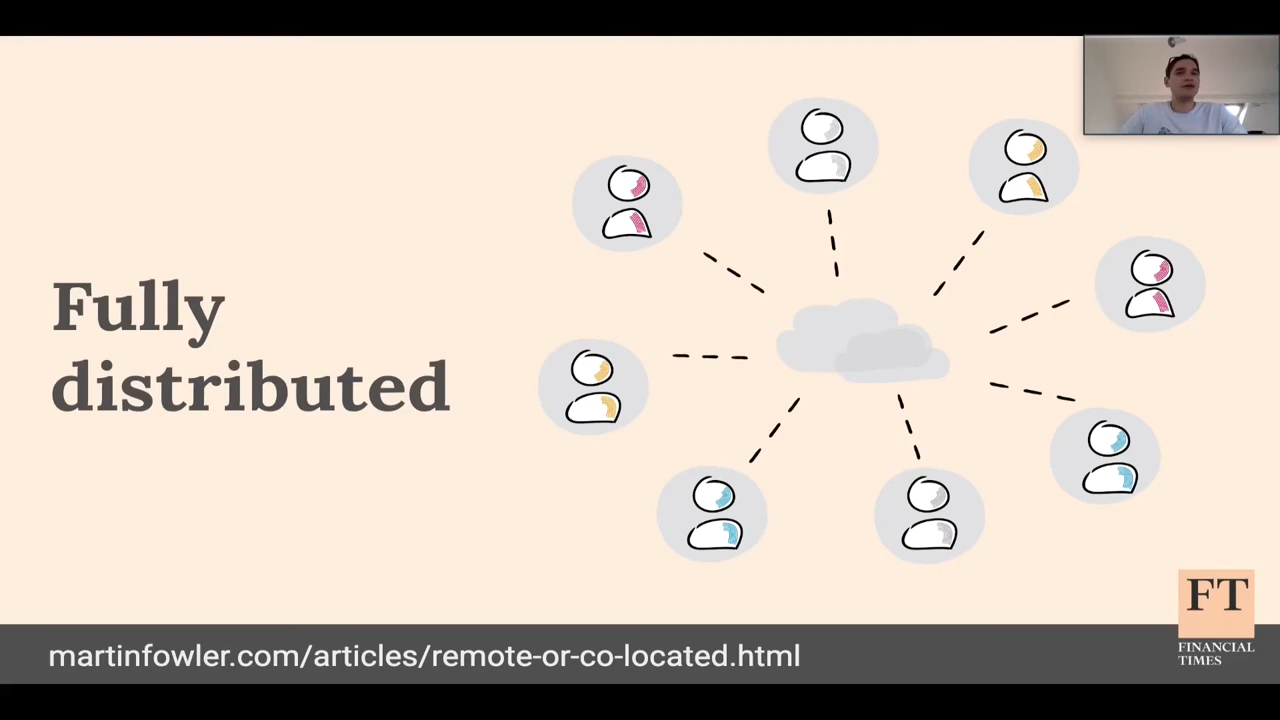 Fully
distributed
martinfowler.com/articles/remote-or-co-located.html
FT
FINANCIAL
TIMES